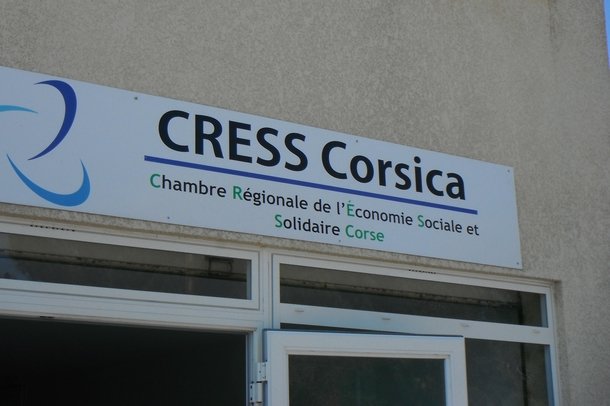 CRESS Corsica
Chambre Régionale de l'Économie Sociale et
Solidaire Corse